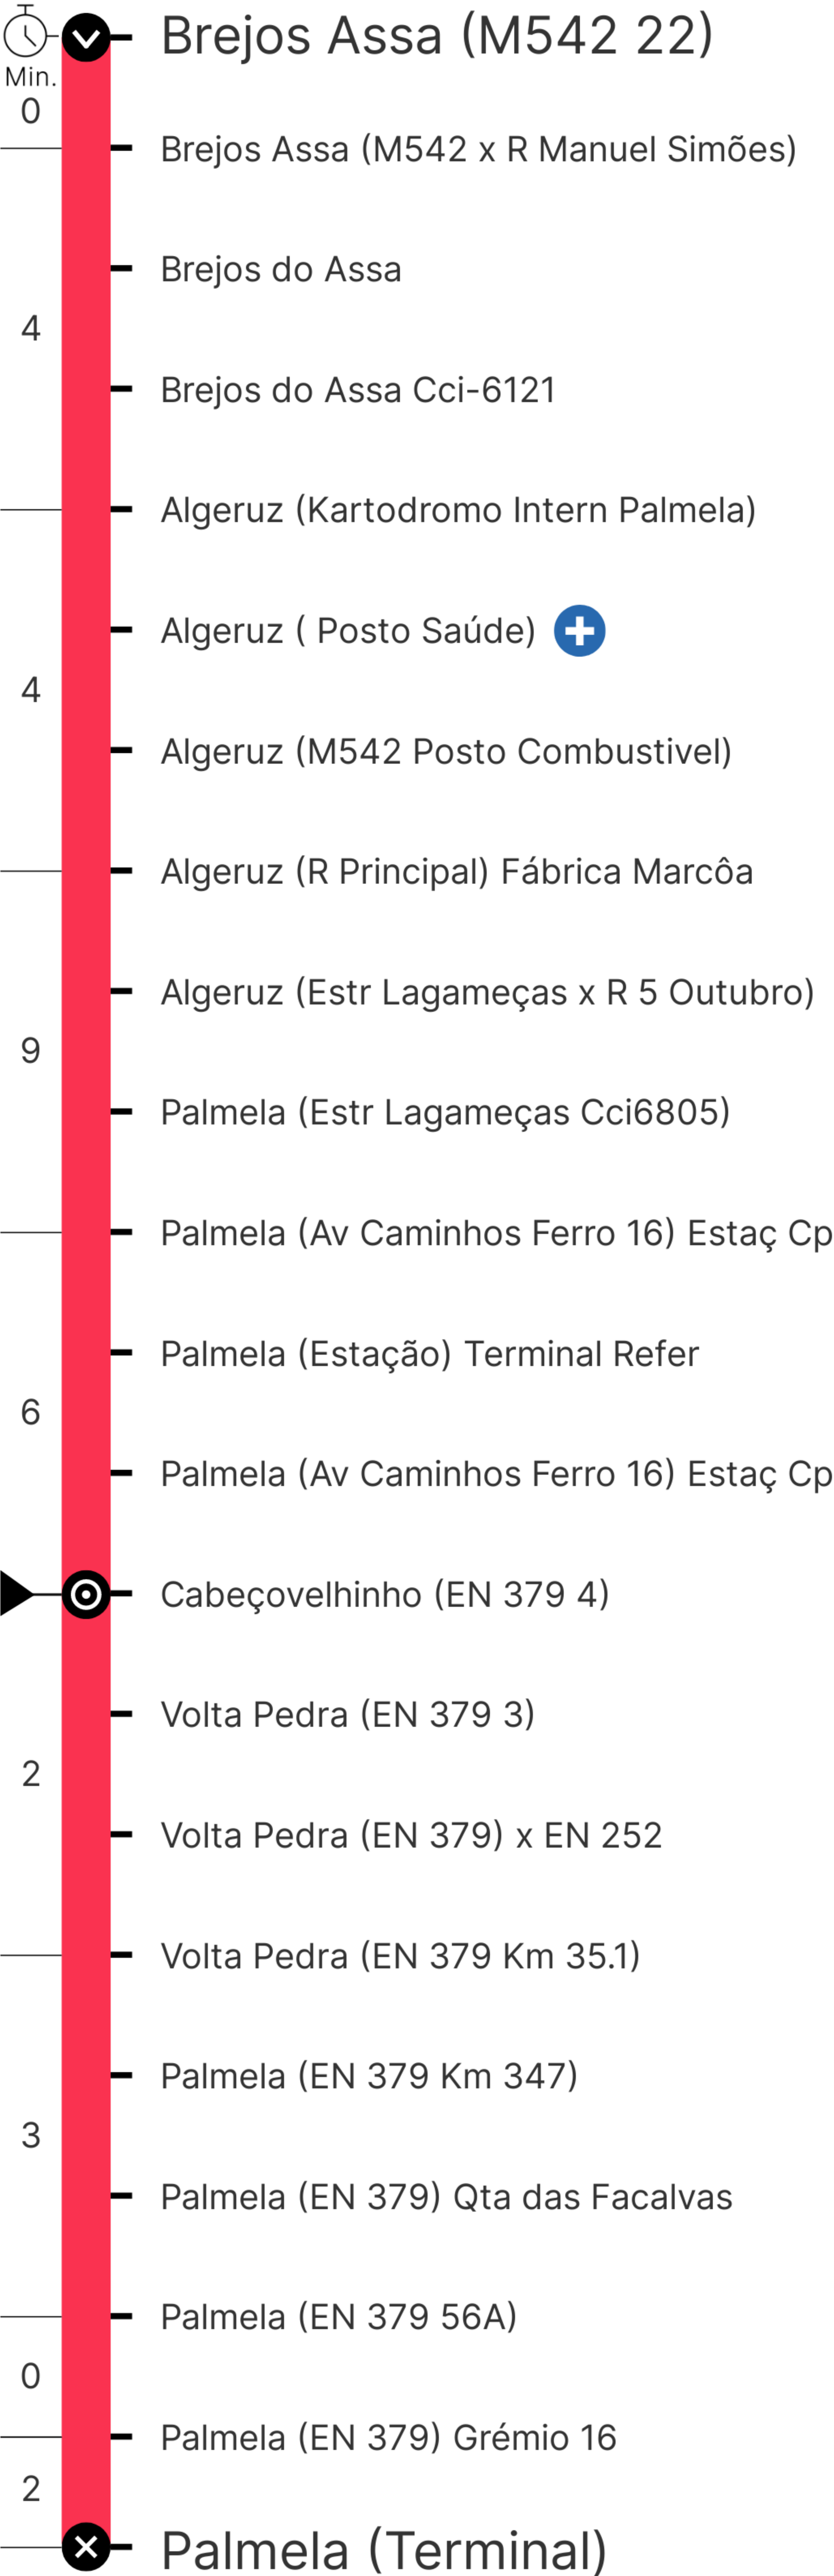 Brejos Assa (M542 22)
Min.
0
Brejos Assa (M542 x R Manuel Simões)
Brejos do Assa
4
Brejos do Assa Cci-6121
Algeruz (Kartodromo Intern Palmela)
Algeruz ( Posto Saúde)
4
Algeruz (M542 Posto Combustivel)
Algeruz (R Principal) Fábrica Marcôa
Algeruz (Estr Lagameças x R 5 Outubro)
9
Palmela (Estr Lagameças Cci6805)
Palmela (Av Caminhos Ferro 16) Estaç Cp
Palmela (Estação) Terminal Refer
6
Palmela (Av Caminhos Ferro 16) Estaç Cp
Cabeçovelhinho (EN 379 4)
Volta Pedra (EN 379 3)
2
Volta Pedra (EN 379) x EN 252
Volta Pedra (EN 379 Km 35.1)
Palmela (EN 379 Km 347)
3
Palmela (EN 379) Qta das Facalvas
Palmela (EN 379 56A)
0
Palmela (EN 379) Grémio 16
2
Palmela (Terminal)